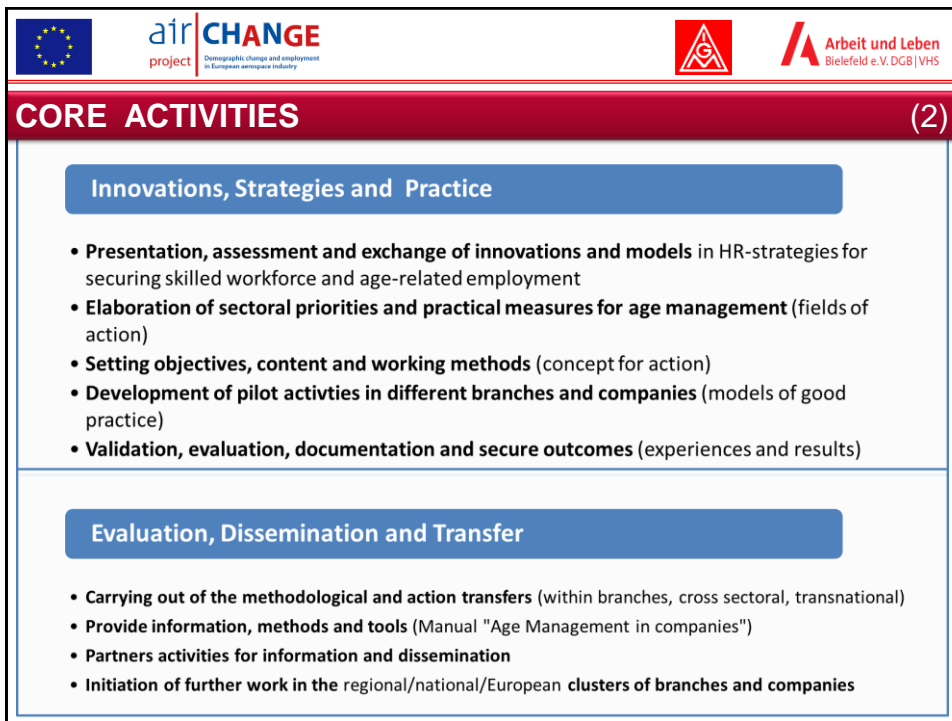 air CHANGE
project Demographic change and employment
in European aerospace industry
IGM
Arbeit und Leben
Bielefeld e.V. DGB|VHS
CORE ACTIVITIES (2)
Innovations, Strategies and Practice
• Presentation, assessment and exchange of innovations and models in HR-strategies for
securing skilled workforce and age-related employment
• Elaboration of sectoral priorities and practical measures for age management (fields of
action)
• Setting objectives, content and working methods (concept for action)
• Development of pilot activties in different branches and companies (models of good
practice)
• Validation, evaluation, documentation and secure outcomes (experiences and results)
Evaluation, Dissemination and Transfer
• Carrying out of the methodological and action transfers (within branches, cross sectoral, transnational)
• Provide information, methods and tools (Manual "Age Management in companies")
• Partners activities for information and dissemination
• Initiation of further work in the regional/national/European clusters of branches and companies